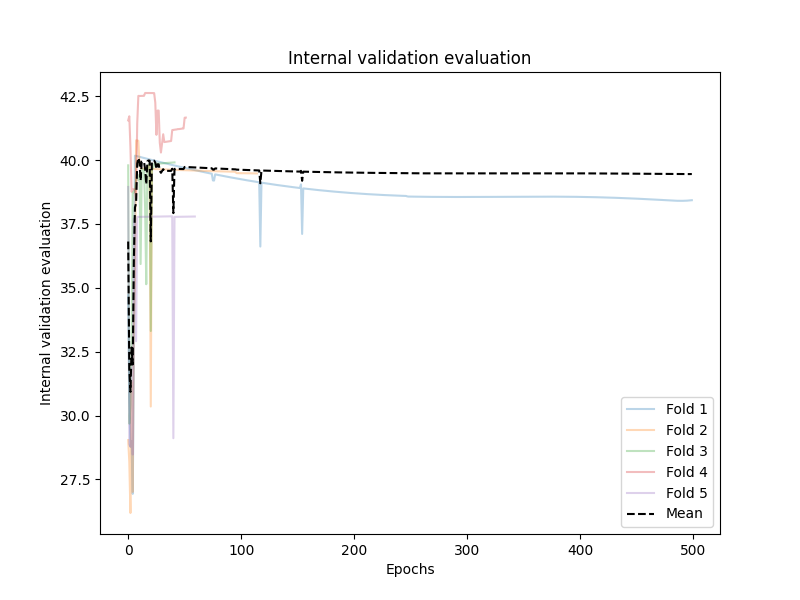 Internal validation evaluation
Internal validation evaluation
42.5
40.0
37.5
35.0
32.5
30.0
27.5
0
100
200
300
400
500
Epochs
Fold 1
Fold 2
Fold 3
Fold 4
Fold 5
Mean